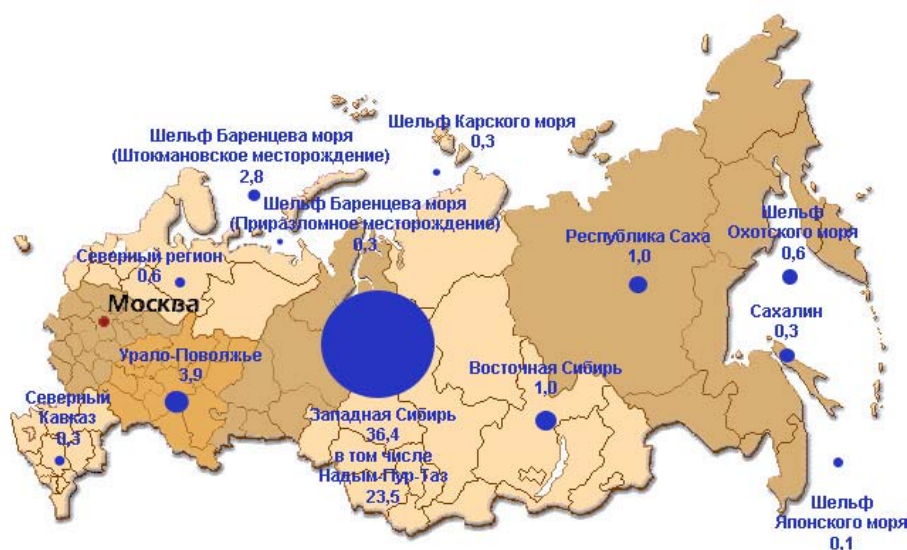 Шельф Карского моря
0,3
Шельф Баренцева моря
(Штокмановское месторождение)
2,8
Шельф Баренцева моря
(Приразломное месторождение)
0,3
Шельф
Охотского моря
0,6
Республика Саха
1,0
Северный регион
0,6
Москва
Сахалин
0,3
Урало-Поволжье
3,9
Восточная Сибирь
1,0
Северный
Кавказ
0,3
Западная Сибирь
36,4
в том числе
Надым-Пур-Таз
23,5
Шельф
Японского моря
0,1